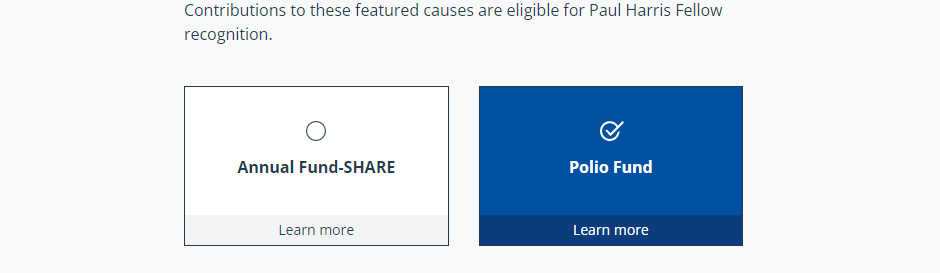 Contributions to these featured causes are eligible for Paul Harris Fellow
recognition.
Annual Fund-SHARE
Polio Fund
Learn more
Learn more